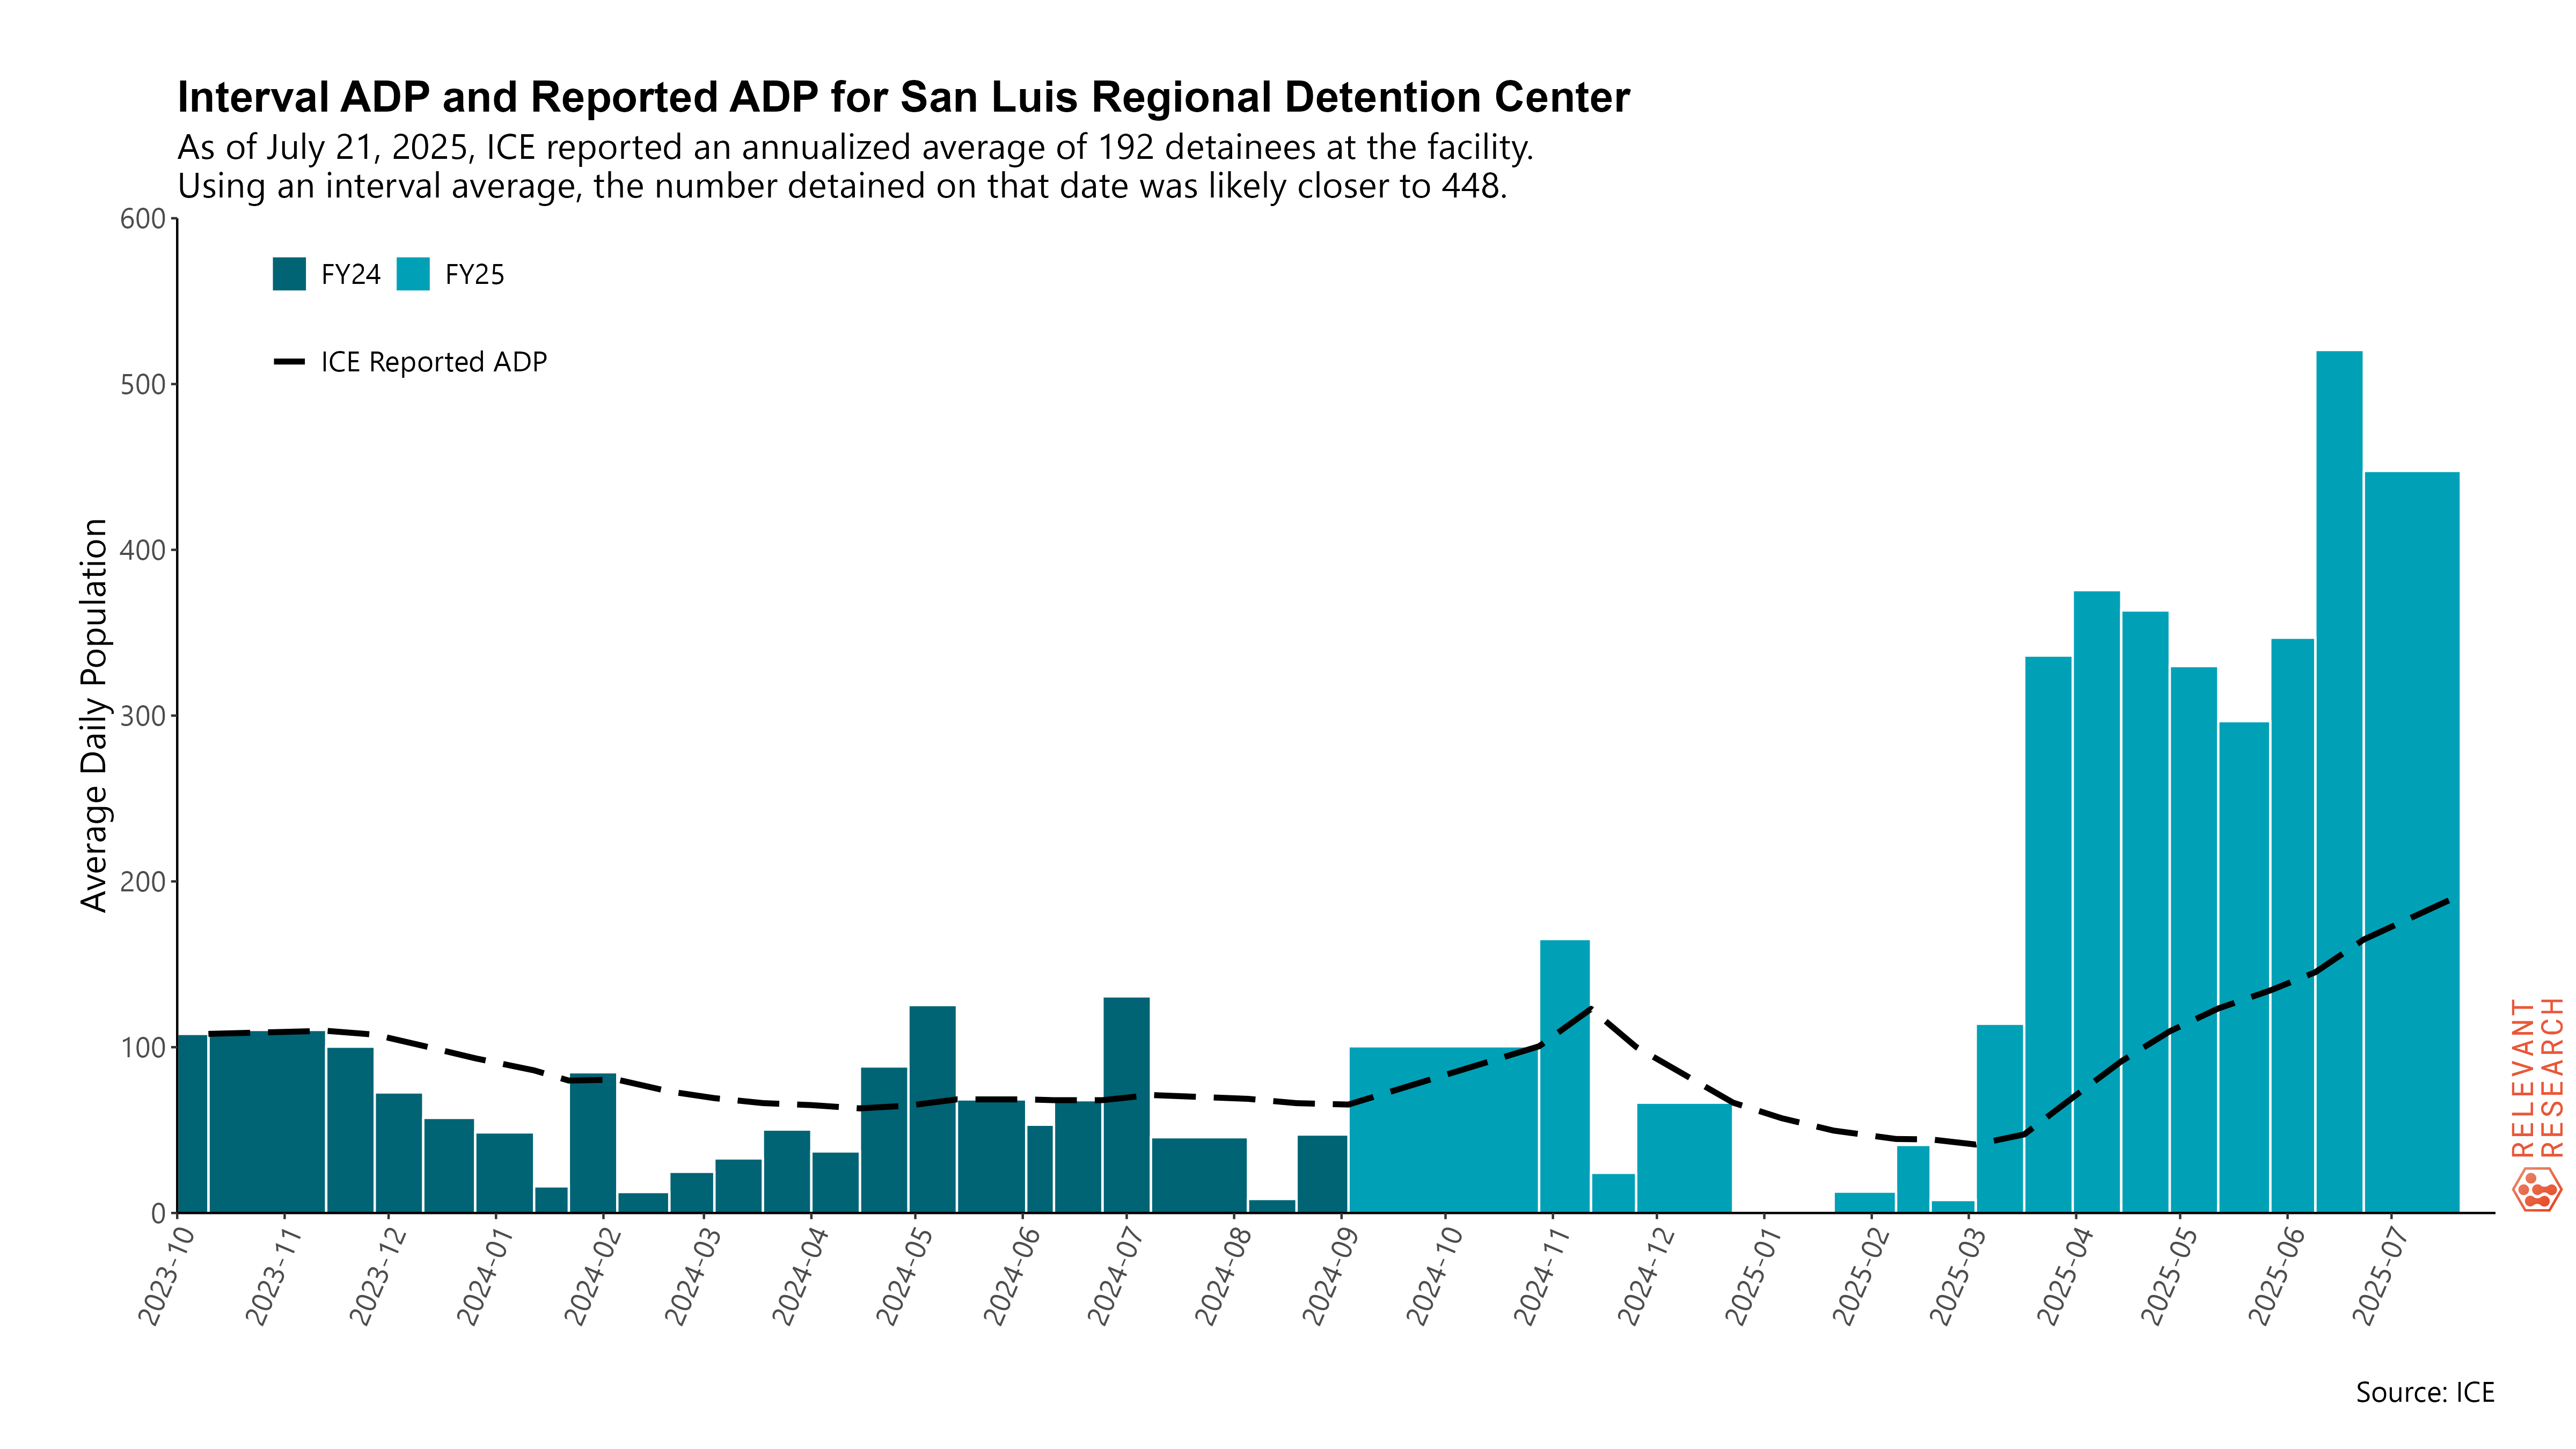 Interval ADP and Reported ADP for San Luis Regional Detention Center
As of July 21, 2025, ICE reported an annualized average of 192 detainees at the facility.
Using an interval average, the number detained on that date was likely closer to 448.
FY24
FY25
ICE Reported ADP
Average Daily Population
600
500
400
300
200
100
0
2023-10
2023-11
2023-12
2024-01
2024-02
2024-03
2024-04
2024-05
2024-06
2024-07
2024-08
2024-09
2024-10
2024-11
2024-12
2025-01
2025-02
2025-03
2025-04
2025-05
2025-06
2025-07
RELEVANT
RESEARCH
Source: ICE